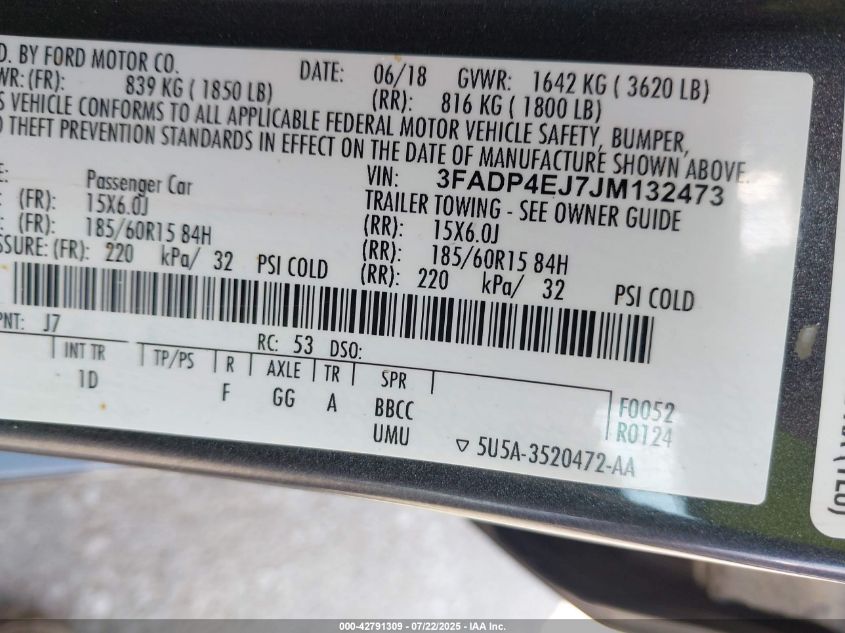 D. BY FORD MOTOR CO.
DATE: 06/18 GVWR: 1642 KG ( 3620 LB)
WR: (FR): 839 KG ( 1850 LB) (RR): 816 KG ( 1800 LB)
S VEHICLE CONFORMS TO ALL APPLICABLE FEDERAL MOTOR VEHICLE SAFETY, BUMPER,
D THEFT PREVENTION STANDARDS IN EFFECT ON THE DATE OF MANUFACTURE SHOWN ABOVE.
VIN: 3FADP4EJ7JM132473
E: Passenger Car TRAILER TOWING - SEE OWNER GUIDE
(FR): 15X6.0J (RR): 15X6.0J
(FR): 185/60R15 84H (RR): 185/60R15 84H
SSURE: (FR): 220 kPa/ 32 PSI COLD (RR): 220 kPa/ 32 PSI COLD
PNT: J7 RC: 53 DSO:
INT TR TP/PS R AXLE TR SPR
1D F GG A BBCC F0052
UMU R0124
▽ 5U5A-3520472-AA
000-42791309 - 07/22/2025 - IAA Inc.